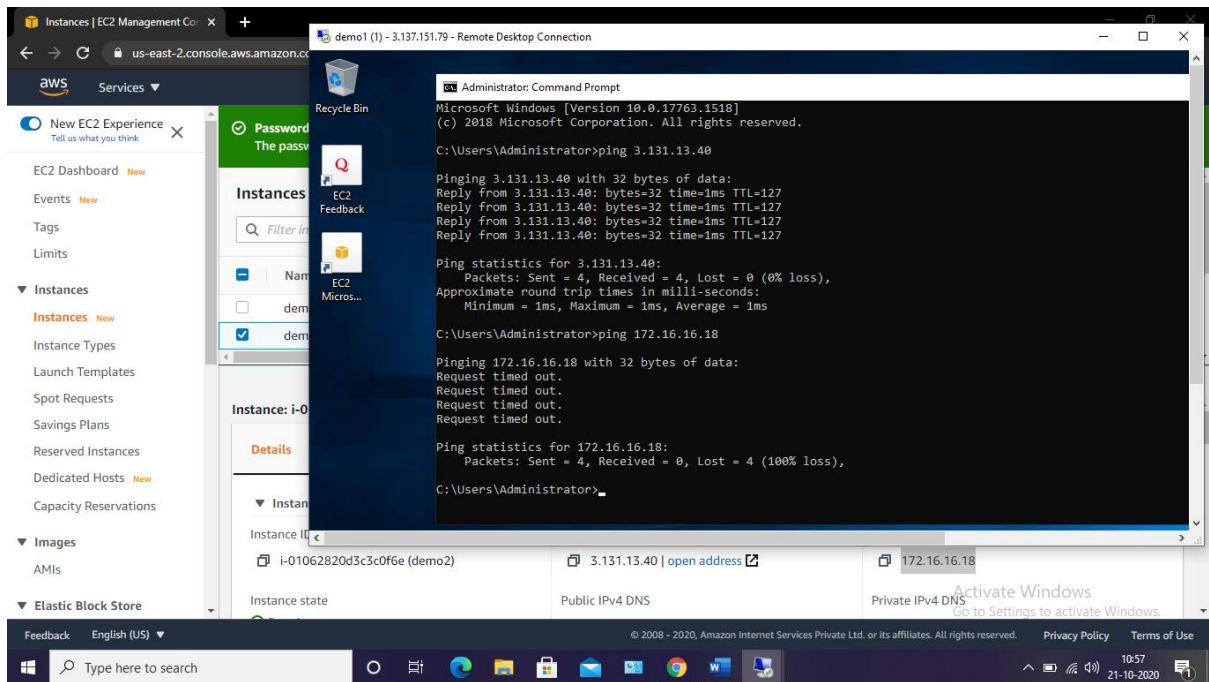 Instances | EC2 Management Cor
us-east-2.console.aws.amazon.co
aws
Services
New EC2 Experience
Tell us what you think
EC2 Dashboard New
Events New
Tags
Limits
Instances
Instances New
Instance Types
Launch Templates
Spot Requests
Savings Plans
Reserved Instances
Dedicated Hosts New
Capacity Reservations
Images
AMIs
Elastic Block Store
Password
The passw
Instances
Filter in
Nam
dem
dem
Instance: i-0
Details
Instan
Instance ID
i-01062820d3c3c0f6e (demo2)
3.131.13.40 | open address
172.16.16.18
Instance state
Public IPv4 DNS
Private IPv4 DNS
Activate Windows
Go to Settings to activate Windows.
demo1 (1) - 3.137.151.79 - Remote Desktop Connection
Recycle Bin
EC2
Feedback
EC2
Micros...
Administrator: Command Prompt
Microsoft Windows [Version 10.0.17763.1518]
(c) 2018 Microsoft Corporation. All rights reserved.
C:\Users\Administrator>ping 3.131.13.40
Pinging 3.131.13.40 with 32 bytes of data:
Reply from 3.131.13.40: bytes=32 time=1ms TTL=127
Reply from 3.131.13.40: bytes=32 time=1ms TTL=127
Reply from 3.131.13.40: bytes=32 time=1ms TTL=127
Reply from 3.131.13.40: bytes=32 time=1ms TTL=127
Ping statistics for 3.131.13.40:
Packets: Sent = 4, Received = 4, Lost = 0 (0% loss),
Approximate round trip times in milli-seconds:
Minimum = 1ms, Maximum = 1ms, Average = 1ms
C:\Users\Administrator>ping 172.16.16.18
Pinging 172.16.16.18 with 32 bytes of data:
Request timed out.
Request timed out.
Request timed out.
Request timed out.
Ping statistics for 172.16.16.18:
Packets: Sent = 4, Received = 0, Lost = 4 (100% loss),
C:\Users\Administrator>
Feedback English (US)
© 2008 - 2020, Amazon Internet Services Private Ltd. or its affiliates. All rights reserved. Privacy Policy Terms of Use
Type here to search
10:57
21-10-2020